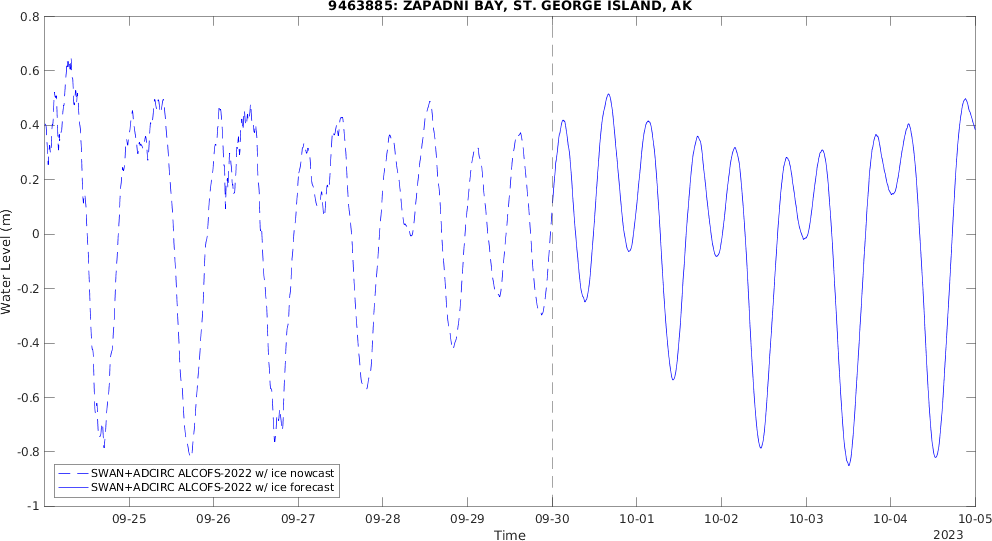 9463885: ZAPADNI BAY, ST. GEORGE ISLAND, AK
0.8
0.6
0.4
0.2
0
-0.2
-0.4
-0.6
-0.8
-1
Water Level (m)
SWAN+ADCIRC ALCOFS-2022 w/ ice nowcast
SWAN+ADCIRC ALCOFS-2022 w/ ice forecast
09-25 09-26 09-27 09-28 09-29 09-30 10-01 10-02 10-03 10-04 10-05
Time
2023